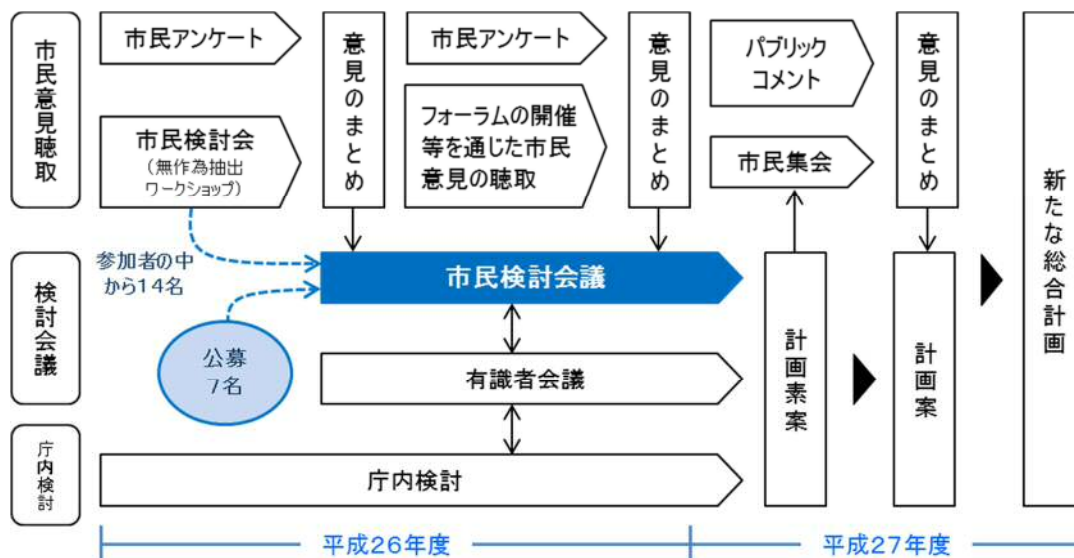 市民意見聴取
市民アンケート
市民検討会
(無作為抽出
ワークショップ)
意見のまとめ
市民アンケート
フォーラムの開催
等を通じた市民
意見の聴取
意見のまとめ
パブリック
コメント
市民集会
意見のまとめ
新たな総合計画
検討会議
参加者の中
から14名
公募
7名
市民検討会議
有識者会議
計画素案
計画案
庁内検討
庁内検討
平成26年度
平成27年度